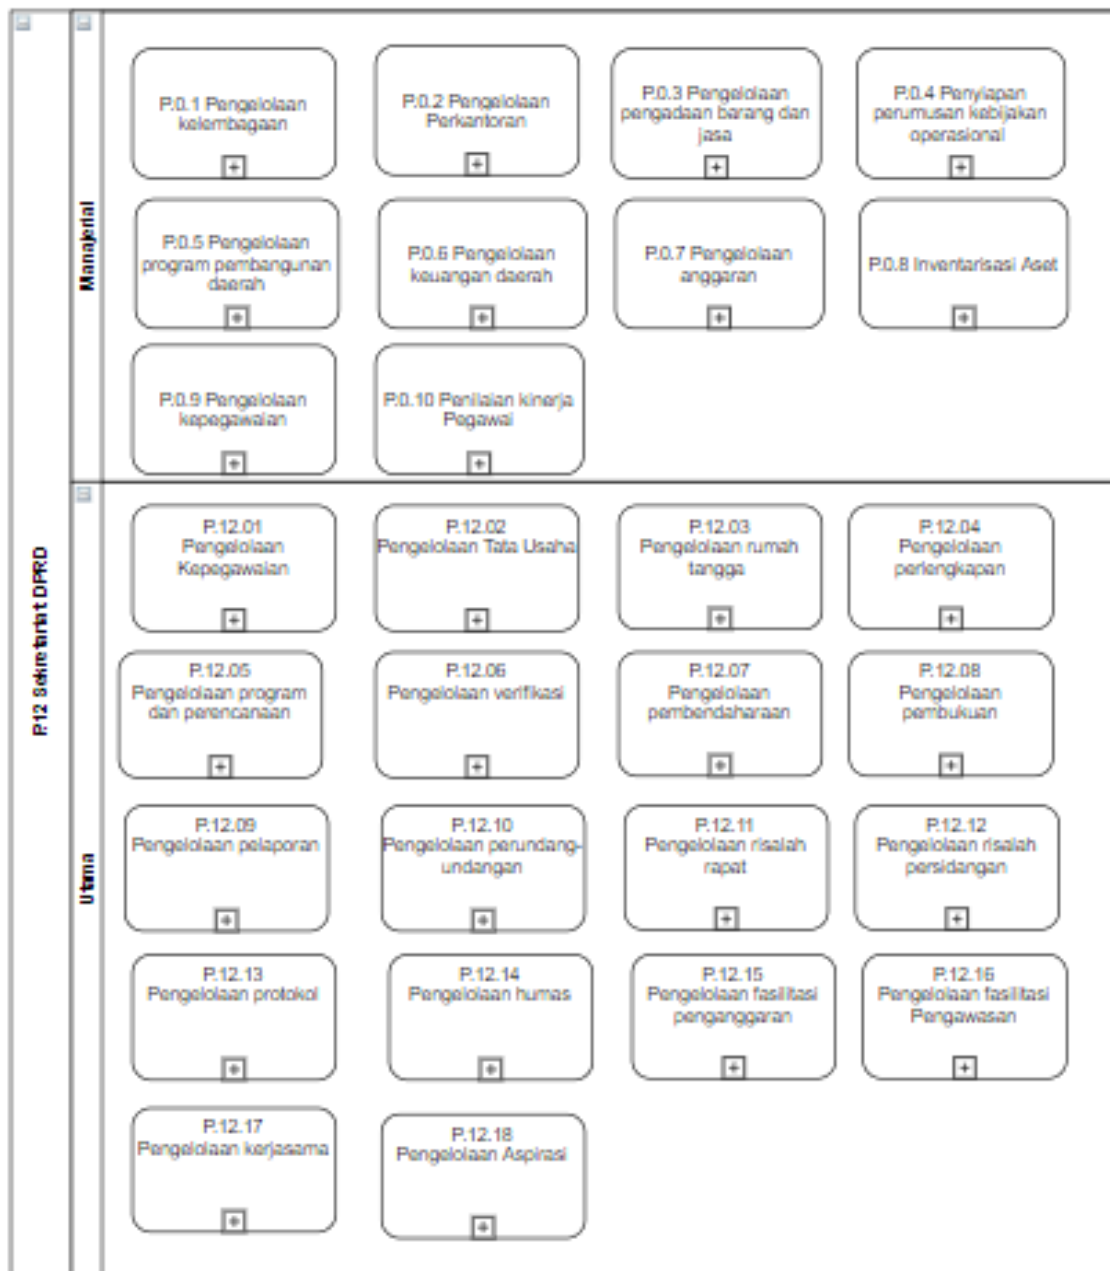 P.12 Sekretariat DPRD
Manajerial
P.0.1 Pengelolaan
kelembagaan
P.0.2 Pengelolaan
Perkantoran
P.0.3 Pengelolaan
pengadaan barang dan
jasa
P.0.4 Penyiapan
perumusan kebijakan
operasional
P.0.5 Pengelolaan
program pembangunan
daerah
P.0.6 Pengelolaan
keuangan daerah
P.0.7 Pengelolaan
anggaran
P.0.8 Inventarisasi Aset
P.0.9 Pengelolaan
kepegawaian
P.0.10 Penilaian kinerja
Pegawai
Utama
P.12.01
Pengelolaan
Kepegawaian
P.12.02
Pengelolaan Tata Usaha
P.12.03
Pengelolaan rumah
tangga
P.12.04
Pengelolaan
perlengkapan
P.12.05
Pengelolaan program
dan perencanaan
P.12.06
Pengelolaan verifikasi
P.12.07
Pengelolaan
pembendaharaan
P.12.08
Pengelolaan
pembukuan
P.12.09
Pengelolaan pelaporan
P.12.10
Pengelolaan perundang-
undangan
P.12.11
Pengelolaan risalah
rapat
P.12.12
Pengelolaan risalah
persidangan
P.12.13
Pengelolaan protokol
P.12.14
Pengelolaan humas
P.12.15
Pengelolaan fasilitasi
penganggaran
P.12.16
Pengelolaan fasilitasi
Pengawasan
P.12.17
Pengelolaan kerjasama
P.12.18
Pengelolaan Aspirasi